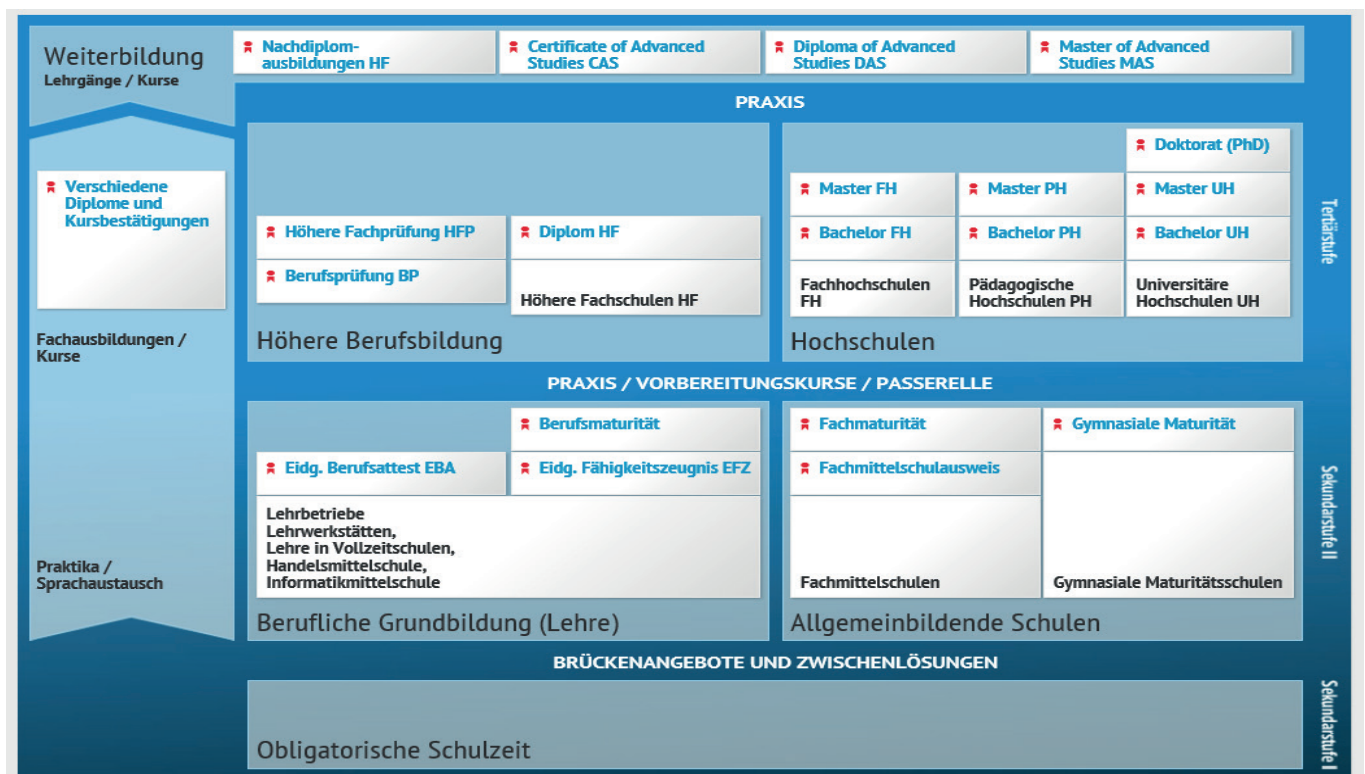 Weiterbildung
Lehrgänge / Kurse
Nachdiplom-
ausbildungen HF
Certificate of Advanced
Studies CAS
Diploma of Advanced
Studies DAS
Master of Advanced
Studies MAS
PRAXIS
Verschiedene
Diplome und
Kursbestätigungen
Fachausbildungen /
Kurse
Praktika /
Sprachaustausch
Höhere Fachprüfung HFP
Diplom HF
Berufsprüfung BP
Höhere Fachschulen HF
Höhere Berufsbildung
Doktorat (PhD)
Master FH
Master PH
Master UH
Bachelor FH
Bachelor PH
Bachelor UH
Fachhochschulen
FH
Pädagogische
Hochschulen PH
Universitäre
Hochschulen UH
Hochschulen
Tertiärstufe
PRAXIS / VORBEREITUNGSKURSE / PASSERELLE
Berufsmaturität
Eidg. Berufsattest EBA
Eidg. Fähigkeitszeugnis EFZ
Lehrbetriebe
Lehrwerkstätten,
Lehre in Vollzeitschulen,
Handelsmittelschule,
Informatikmittelschule
Berufliche Grundbildung (Lehre)
Fachmaturität
Gymnasiale Maturität
Fachmittelschulausweis
Fachmittelschulen
Gymnasiale Maturitätsschulen
Allgemeinbildende Schulen
Sekundarstufe II
BRÜCKENANGEBOTE UND ZWISCHENLÖSUNGEN
Obligatorische Schulzeit
Sekundarstufe I